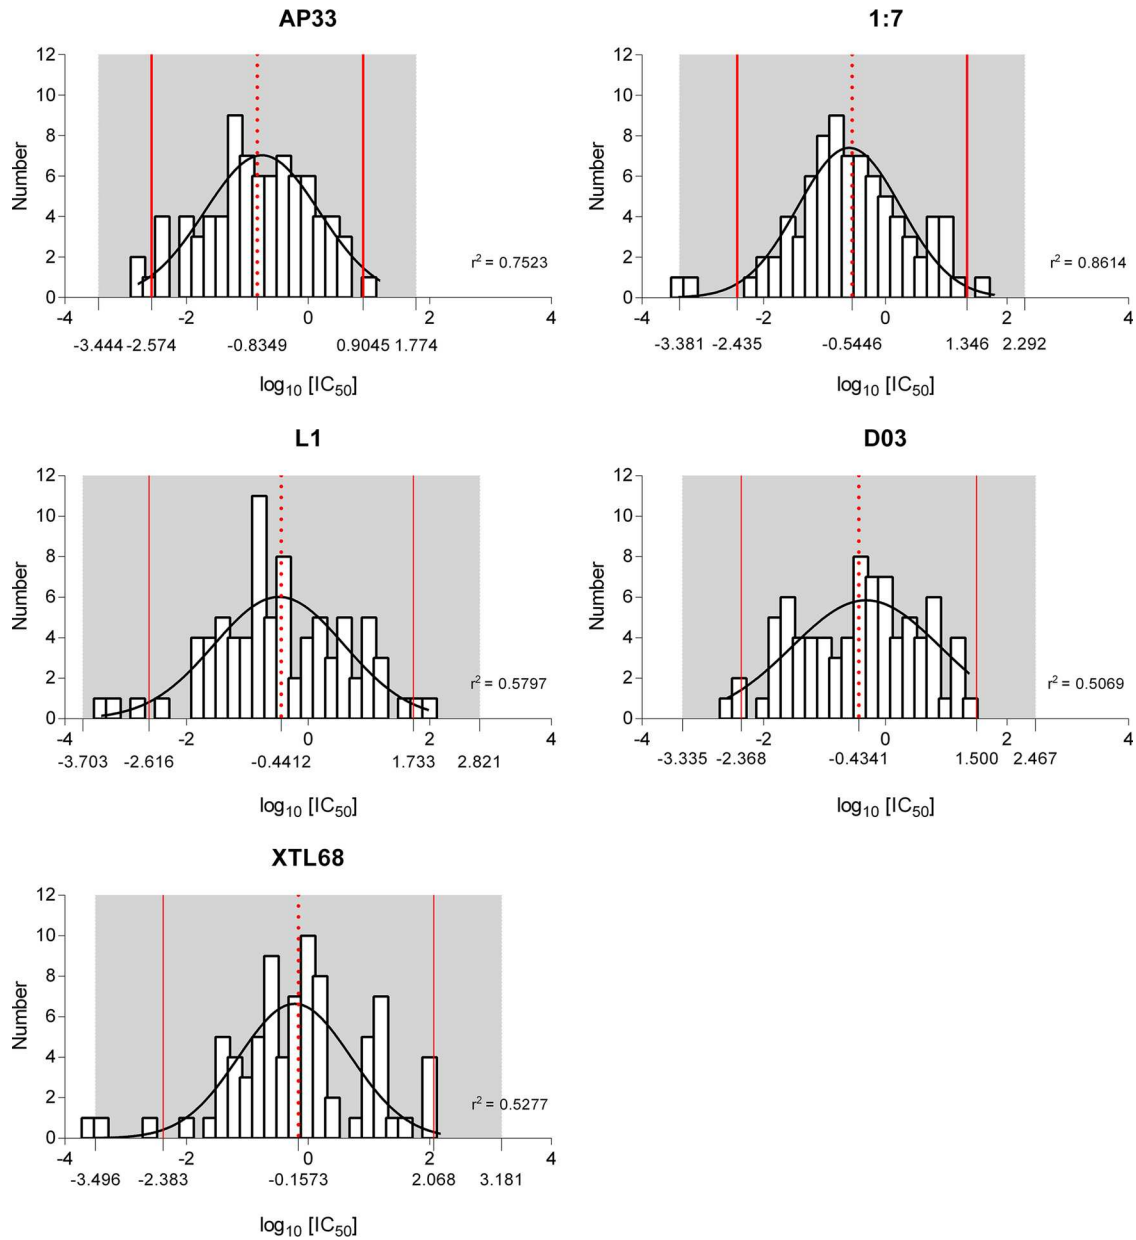 AP33
12
10
8
6
4
2
0
Number
r² = 0.7523
-4 -2 0 2 4
-3.444 -2.574 -0.8349 0.9045 1.774
log₁₀ [IC₅₀]
1:7
12
10
8
6
4
2
0
Number
r² = 0.8614
-4 -2 0 2 4
-3.381 -2.435 -0.5446 1.346 2.292
log₁₀ [IC₅₀]
L1
12
10
8
6
4
2
0
Number
r² = 0.5797
-4 -2 0 2 4
-3.703 -2.616 -0.4412 1.733 2.821
log₁₀ [IC₅₀]
D03
12
10
8
6
4
2
0
Number
r² = 0.5069
-4 -2 0 2 4
-3.335 -2.368 -0.4341 1.500 2.467
log₁₀ [IC₅₀]
XTL68
12
10
8
6
4
2
0
Number
r² = 0.5277
-4 -2 0 2 4
-3.496 -2.383 -0.1573 2.068 3.181
log₁₀ [IC₅₀]